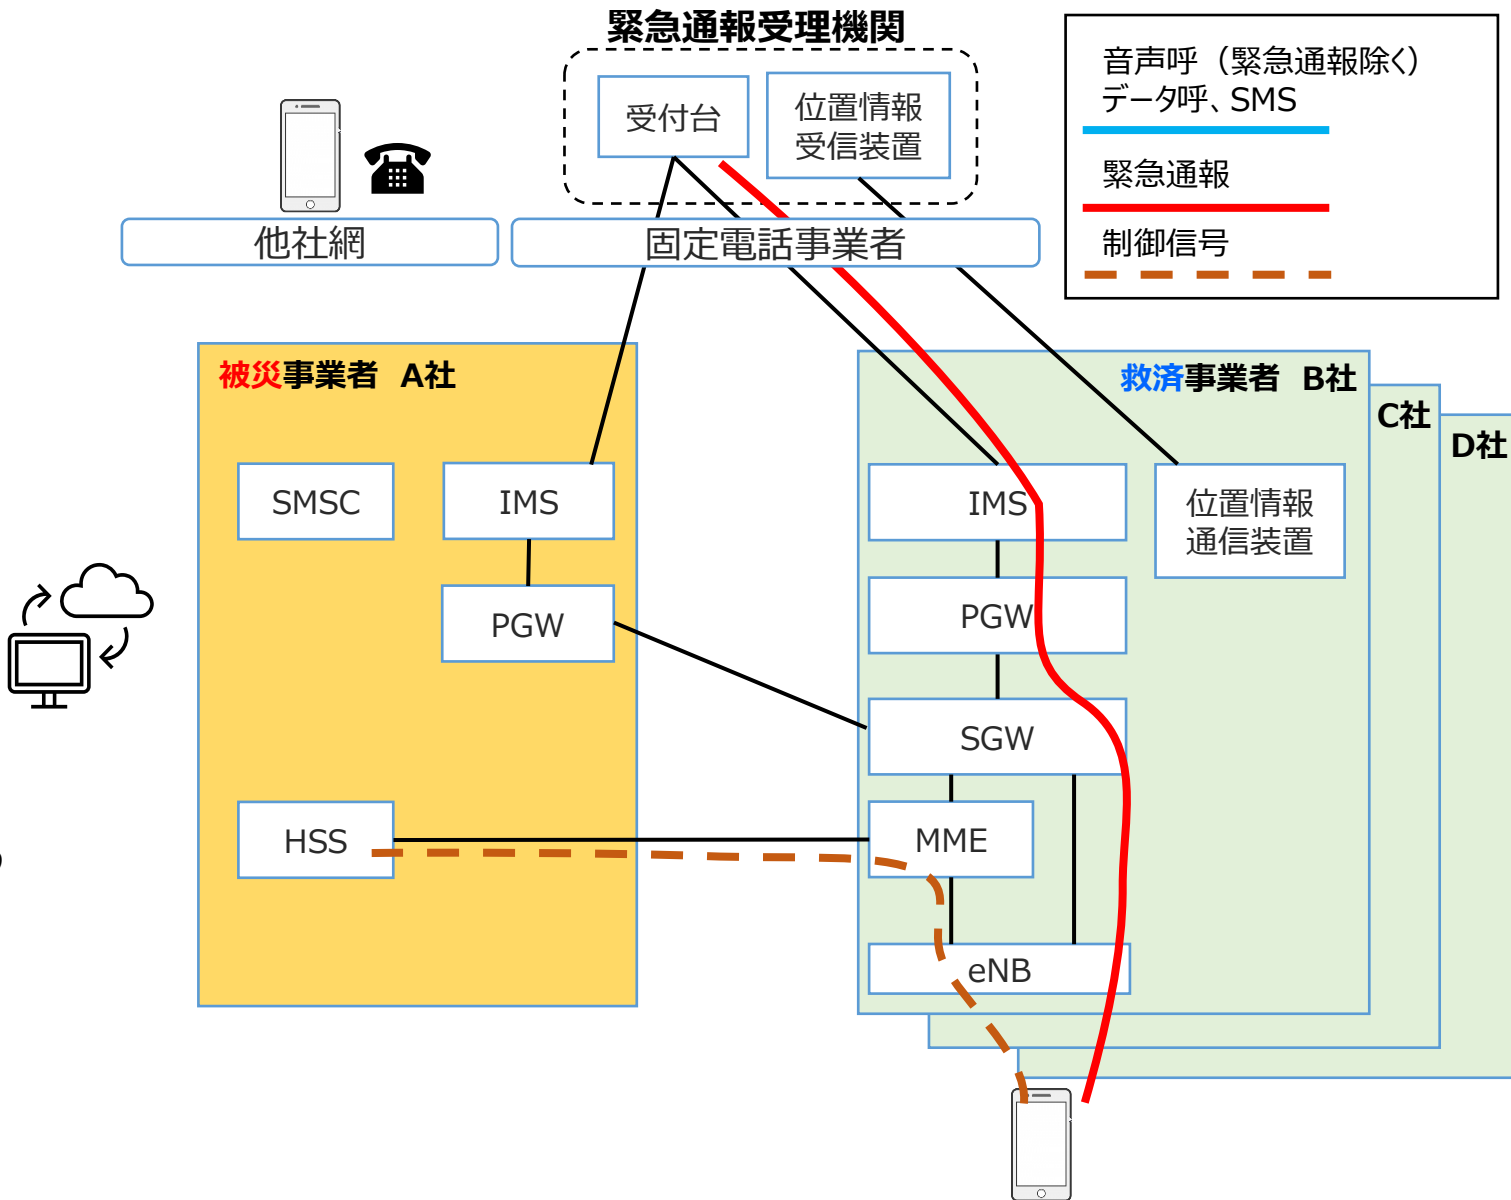 緊急通報受理機関
受付台
位置情報
受信装置
音声呼（緊急通報除く）
データ呼、SMS
緊急通報
制御信号
他社網
固定電話事業者
被災事業者 A社
救済事業者 B社
C社
D社
SMSC
IMS
PGW
HSS
IMS
位置情報
通信装置
PGW
SGW
MME
eNB